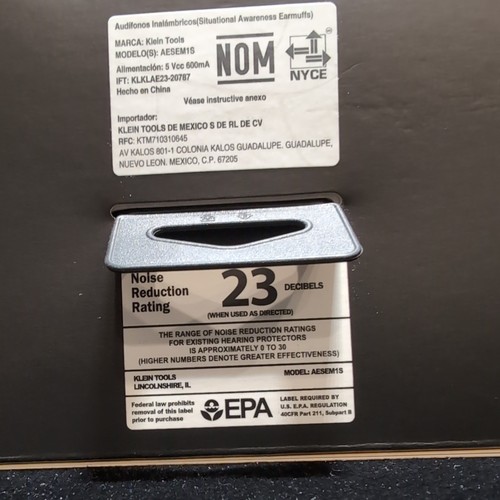 Audífonos Inalámbricos(Situational Awareness Earmuffs)
MARCA: Klein Tools
MODELO(S): AESEM1S
Alimentación: 5 Vcc 600mA
IFT: KLKLAE23-20787
Hecho en China
NOM
NYCE
Véase instructivo anexo
Importador:
KLEIN TOOLS DE MEXICO S DE RL DE CV
RFC: KTM710310645
AV KALOS 801-1 COLONIA KALOS GUADALUPE. GUADALUPE,
NUEVO LEON. MEXICO, C.P. 67205
Noise
Reduction
Rating
23 DECIBELS
(WHEN USED AS DIRECTED)
THE RANGE OF NOISE REDUCTION RATINGS
FOR EXISTING HEARING PROTECTORS
IS APPROXIMATELY 0 TO 30
(HIGHER NUMBERS DENOTE GREATER EFFECTIVENESS)
KLEIN TOOLS
LINCOLNSHIRE, IL
MODEL: AESEM1S
Federal law prohibits
removal of this label
prior to purchase
EPA
LABEL REQUIRED BY
U.S. E.P.A. REGULATION
40CFR Part 211, Subpart B